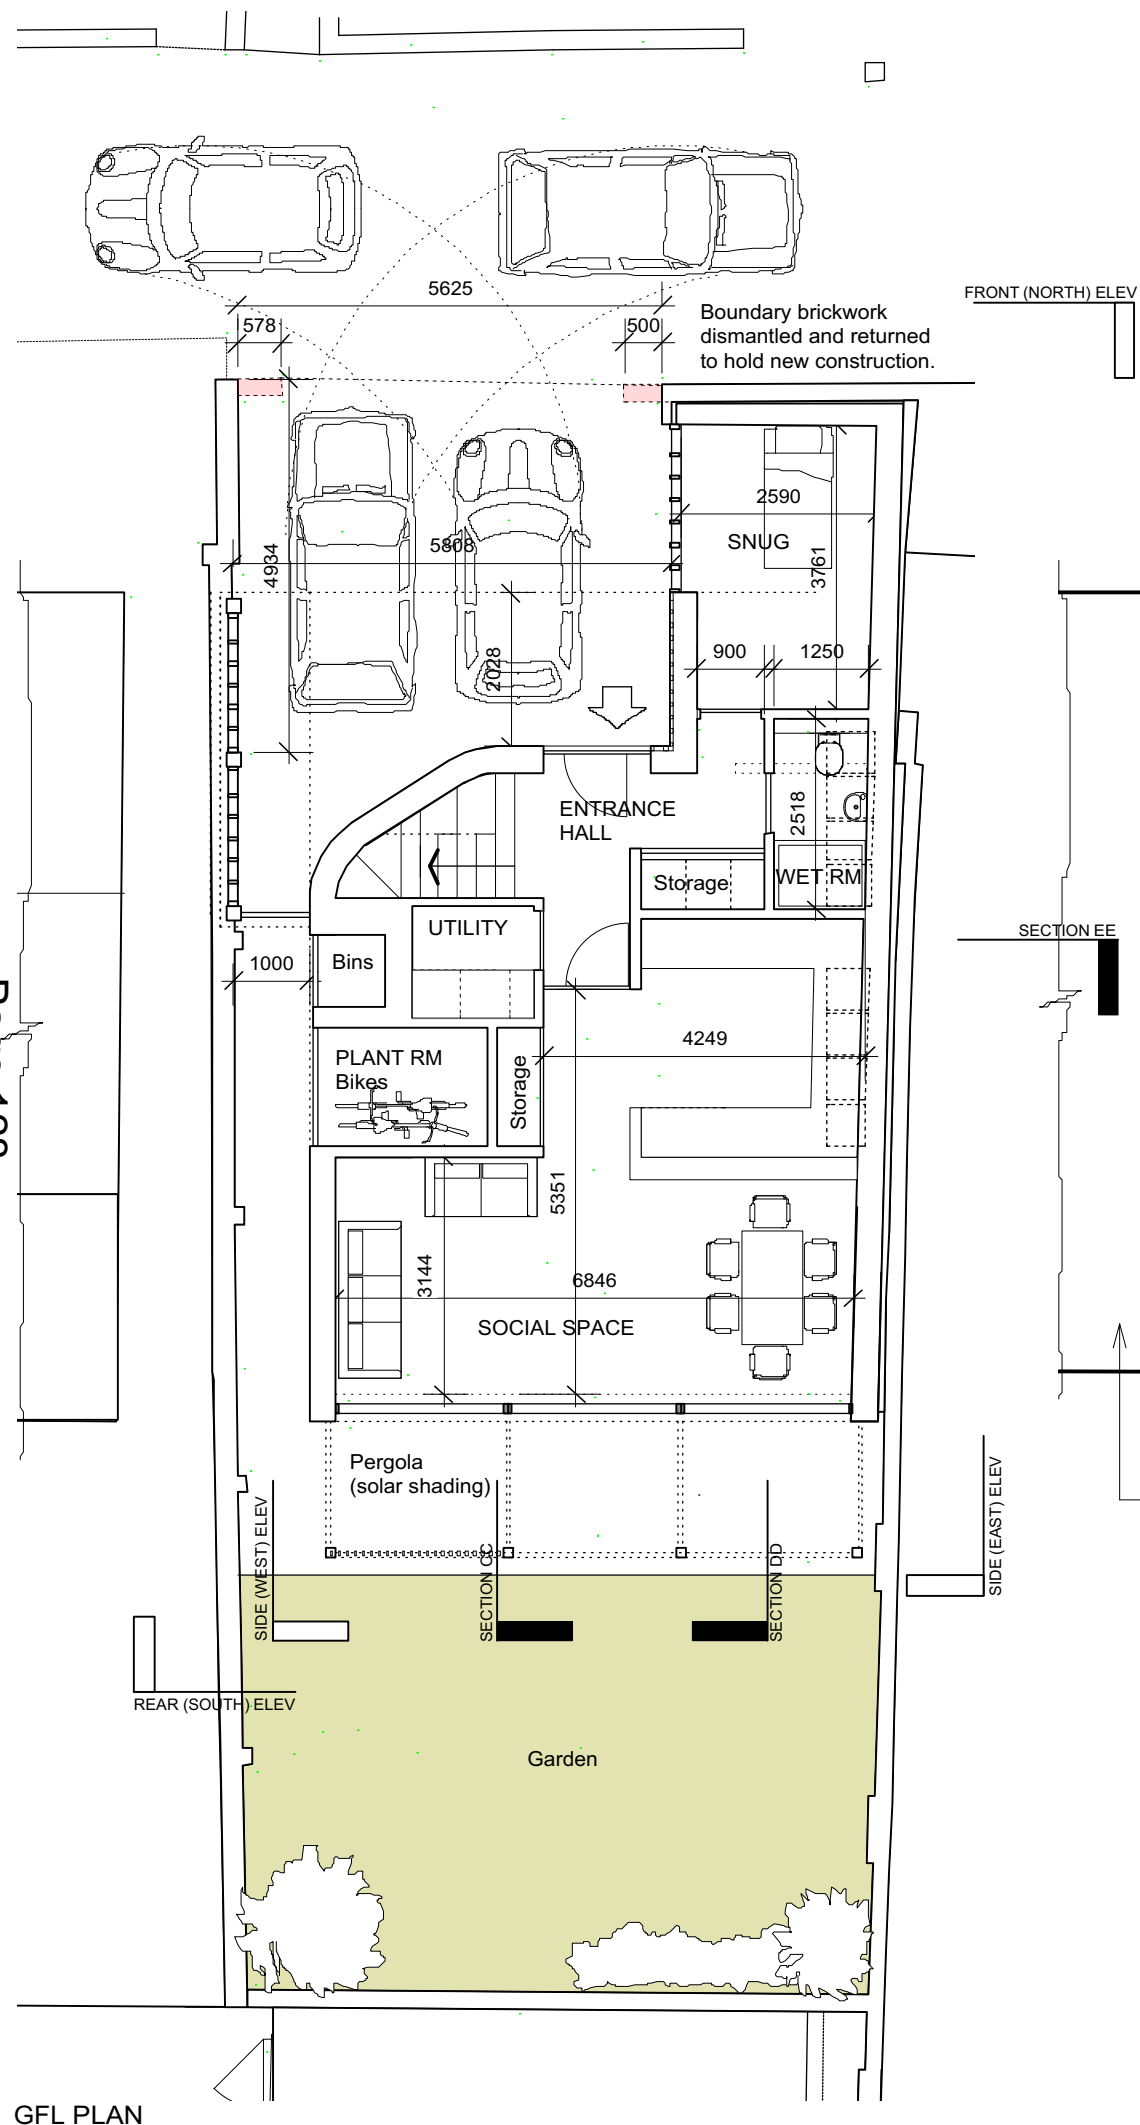 5625
FRONT (NORTH) ELEV
578
500
Boundary brickwork
dismantled and returned
to hold new construction.
2590
SNUG
5808
4934
3761
2028
900
1250
ENTRANCE
HALL
2518
Storage
WET RM
UTILITY
SECTION EE
Bins
1000
4249
PLANT RM
Bikes
Storage
5351
3144
6846
SOCIAL SPACE
Pergola
(solar shading)
SIDE (WEST) ELEV
SECTION CC
SECTION DD
SIDE (EAST) ELEV
REAR (SOUTH) ELEV
Garden
GFL PLAN